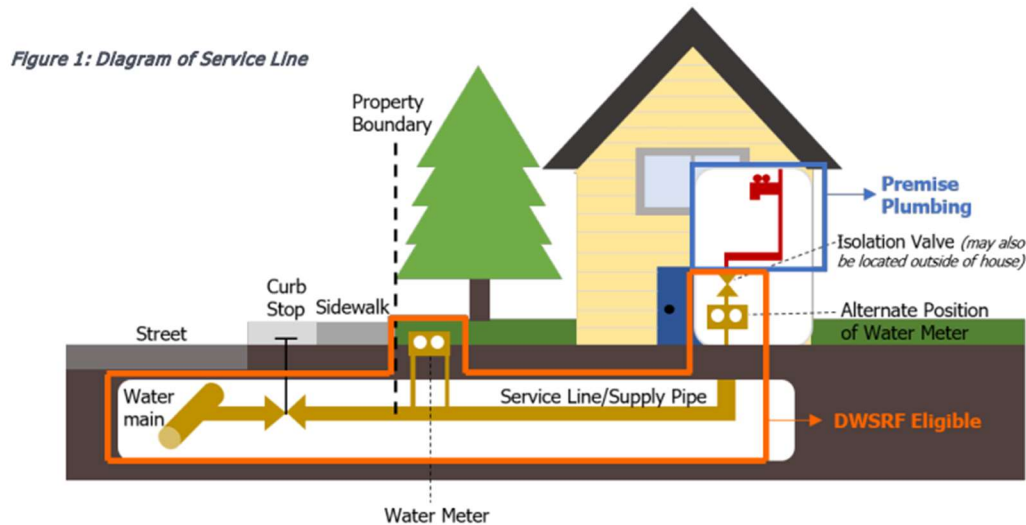 Figure 1: Diagram of Service Line
Property
Boundary
Premise
Plumbing
Isolation Valve (may also
be located outside of house)
Curb
Stop
Sidewalk
Alternate Position
of Water Meter
Street
Water
main
Service Line/Supply Pipe
DWSRF Eligible
Water Meter